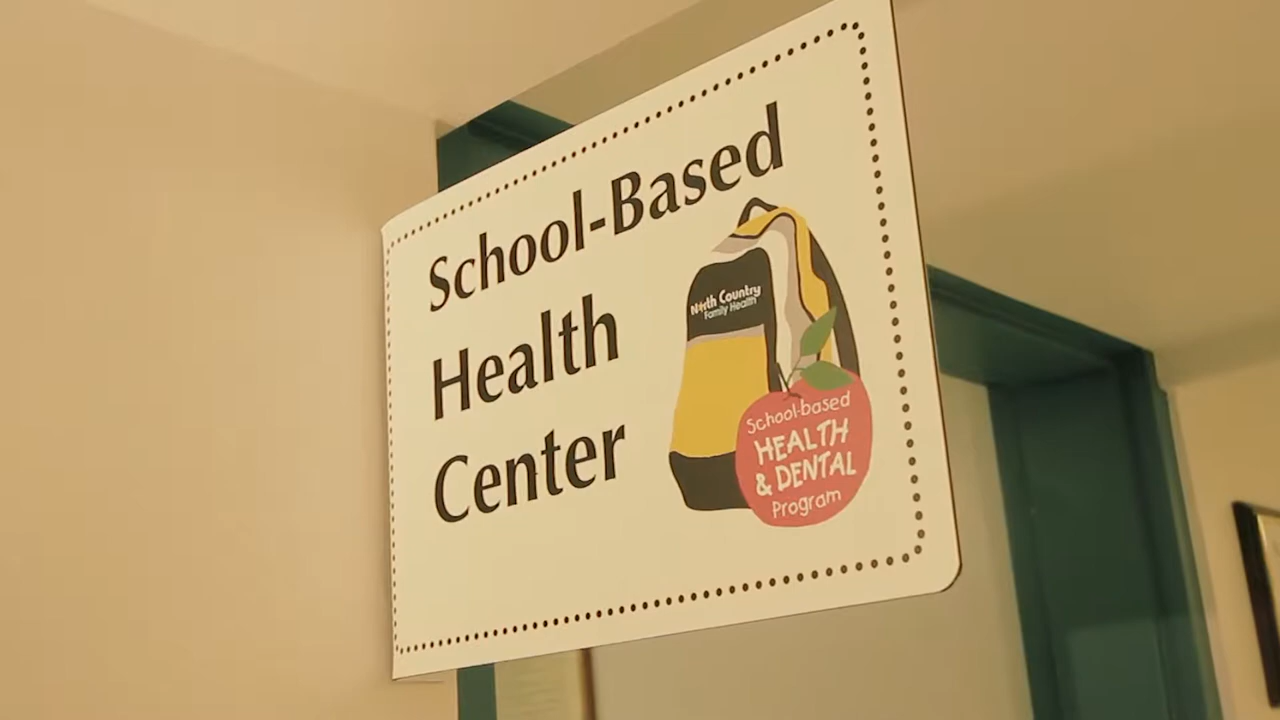 School-Based
Health
Center
North Country
Family Health
School-based
HEALTH
& DENTAL
Program